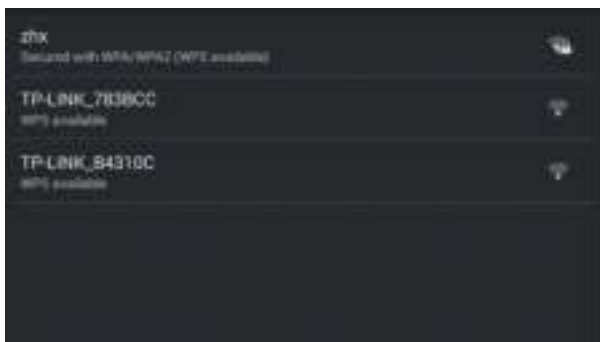 zhx
Secured with WPA/WPA2 (WPS available)
TP-LINK_7838CC
WPS available
TP-LINK_B4310C
WPS available